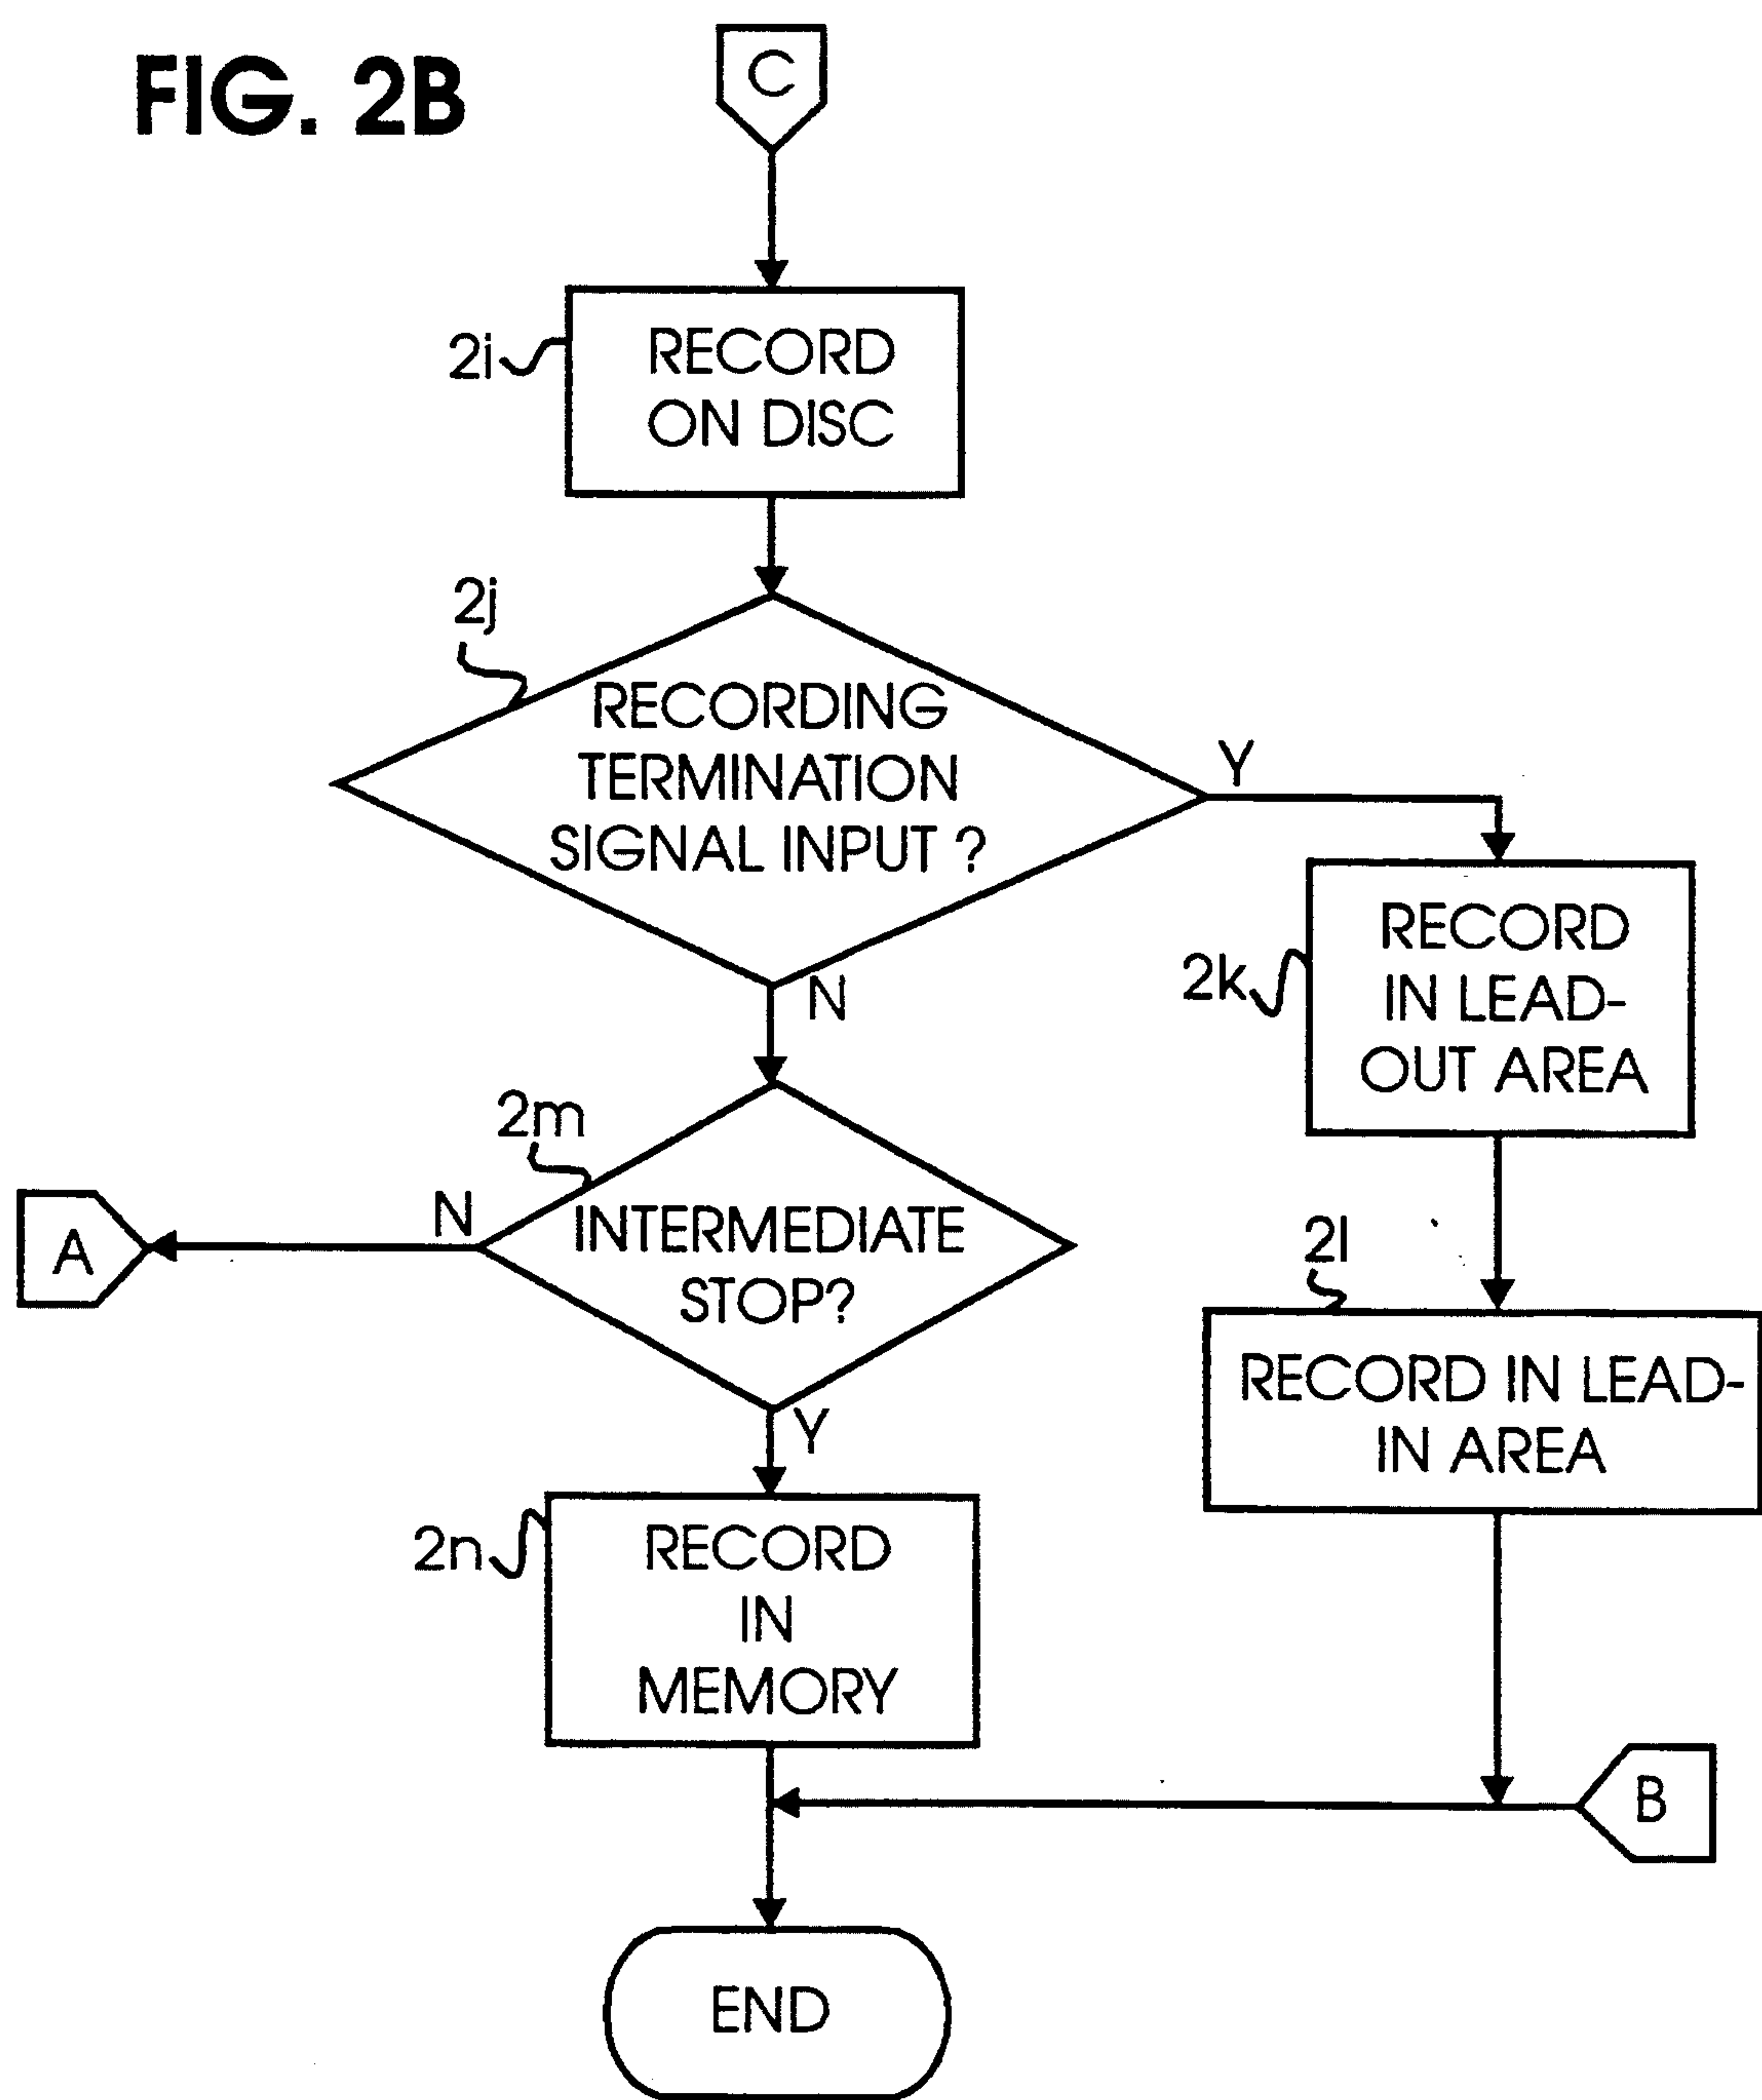 FIG. 2B
C
2i
RECORD
ON DISC
2j
RECORDING
TERMINATION
SIGNAL INPUT ?
Y
N
2k
RECORD
IN LEAD-
OUT AREA
2m
INTERMEDIATE
STOP?
N
A
Y
2l
RECORD IN LEAD-
IN AREA
2n
RECORD
IN
MEMORY
B
END